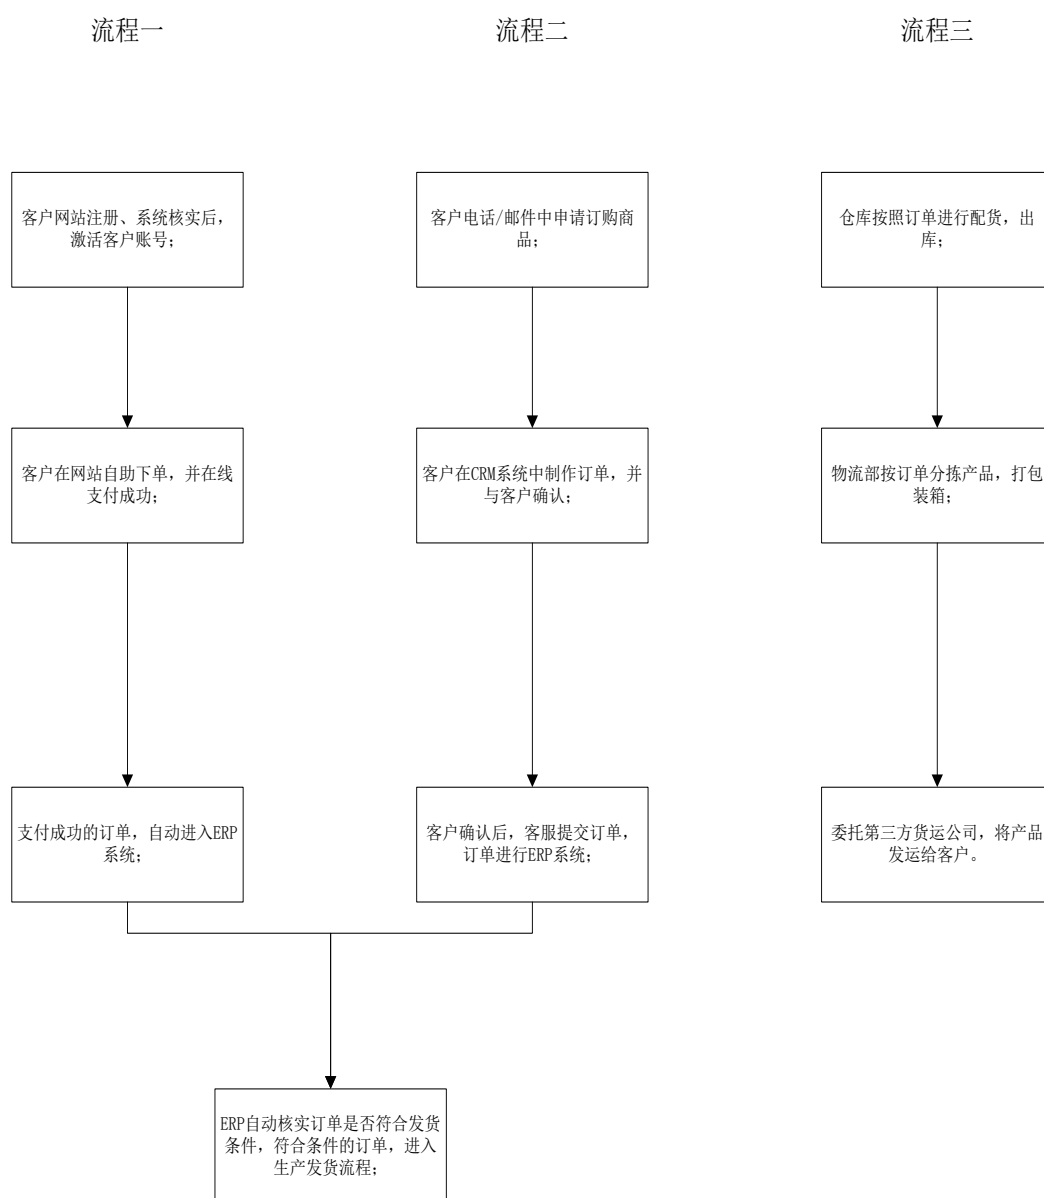 流程一
流程二
流程三
客户网站注册、系统核实后，
激活客户账号；
客户电话/邮件中申请订购商
品；
仓库按照订单进行配货，出
库；
客户在网站自助下单，并在线
支付成功；
客户在CRM系统中制作订单，并
与客户确认；
物流部按订单分拣产品，打包
装箱；
支付成功的订单，自动进入ERP
系统；
客户确认后，客服提交订单，
订单进行ERP系统；
委托第三方货运公司，将产品
发运给客户。
ERP自动核实订单是否符合发货
条件，符合条件的订单，进入
生产发货流程；